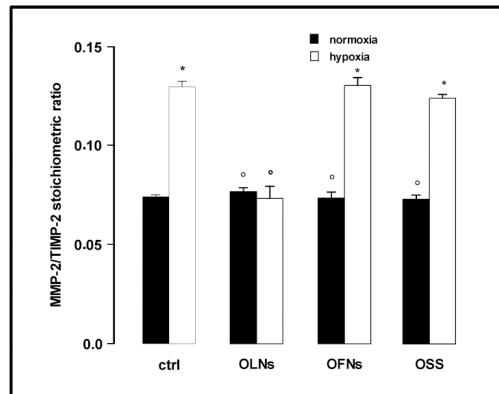 0.15
0.10
0.05
0.0
MMP-2/TIMP-2 stoichiometric ratio
normoxia
hypoxia
* ° ° ° * ° *
ctrl OLNs OFNs OSS